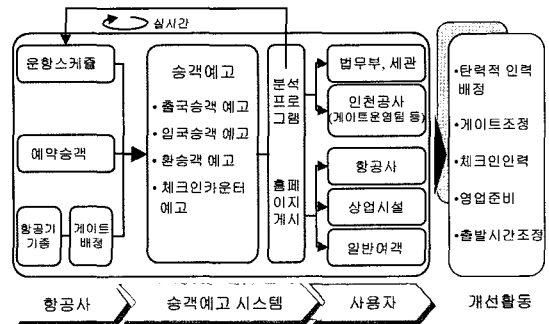 실시간
운항스케쥴
예약승객
항공기
기종
게이트
배정
승객예고
• 출국승객 예고
• 입국승객 예고
• 환승객 예고
• 체크인카운터
예고
분석
프로
그램
홈페
이지
게시
법무부, 세관
인천공사
(게이트운영팀 등)
항공사
상업시설
일반여객
•탄력적 인력
배정
•게이트조정
•체크인인력
•영업준비
•출발시간조정
항공사
승객예고 시스템
사용자
개선활동